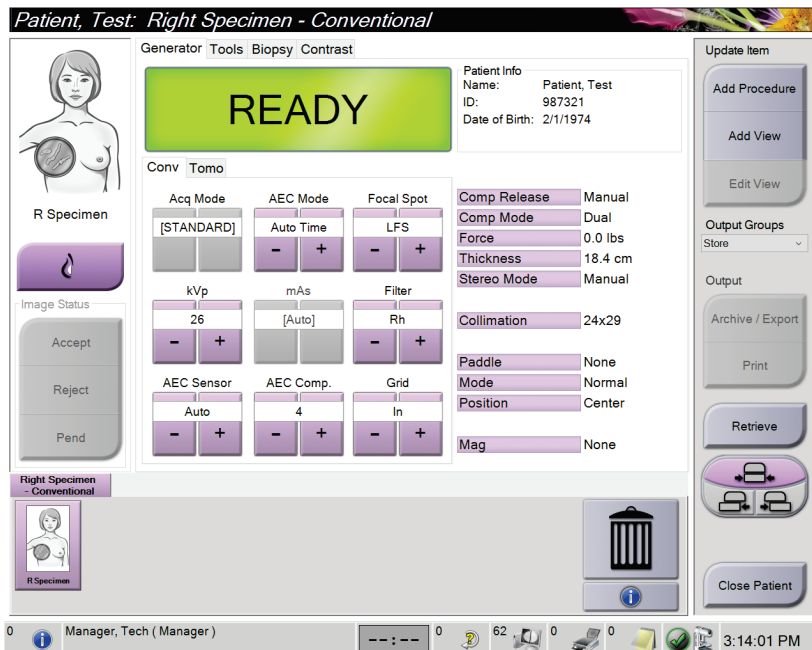 Patient, Test: Right Specimen - Conventional
Generator Tools Biopsy Contrast
READY
Patient Info
Name: Patient, Test
ID: 987321
Date of Birth: 2/1/1974
R Specimen
Image Status
Accept
Reject
Pend
Conv Tomo
Acq Mode AEC Mode Focal Spot
[STANDARD] Auto Time LFS
- + - +
kVp mAs Filter
26 [Auto] Rh
- + - +
AEC Sensor AEC Comp. Grid
Auto 4 In
- + - + - +
Comp Release Manual
Comp Mode Dual
Force 0.0 lbs
Thickness 18.4 cm
Stereo Mode Manual
Collimation 24x29
Paddle None
Mode Normal
Position Center
Mag None
Update Item
Add Procedure
Add View
Edit View
Output Groups
Store
Output
Archive / Export
Print
Retrieve
Close Patient
Right Specimen
- Conventional
R Specimen
0 Manager, Tech ( Manager ) --:-- 0 62 0 0 3:14:01 PM